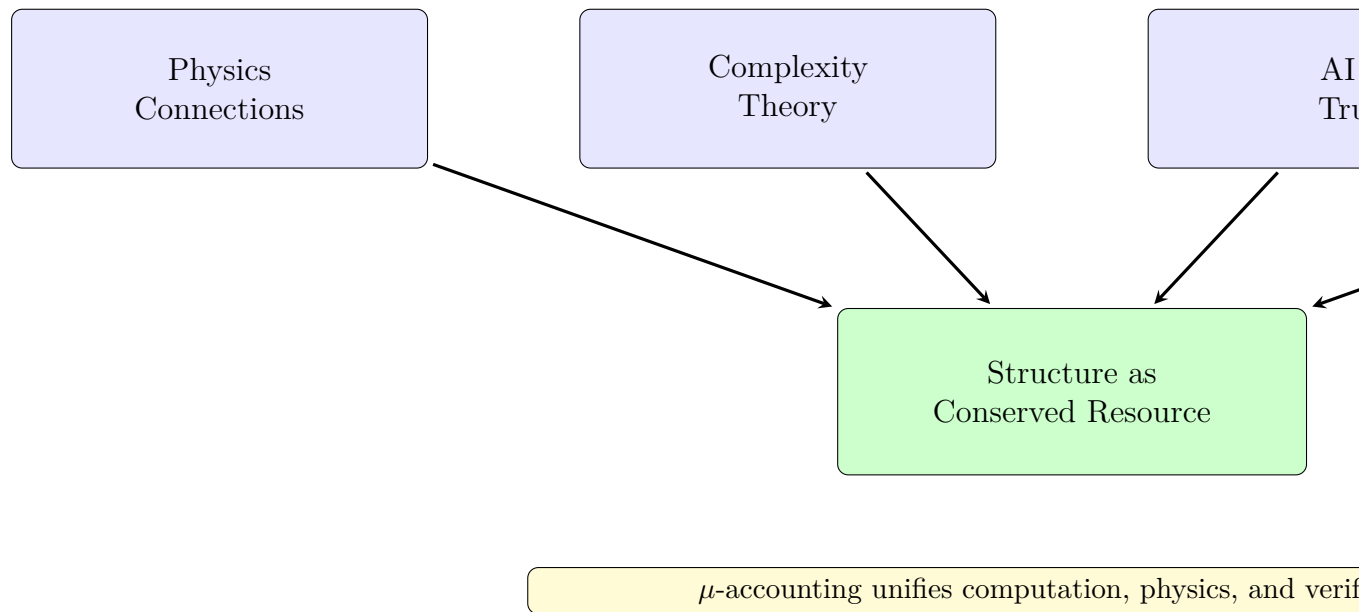 Physics
Connections
Complexity
Theory
AI
Structure as
Conserved Resource
μ-accounting unifies computation, physics, and